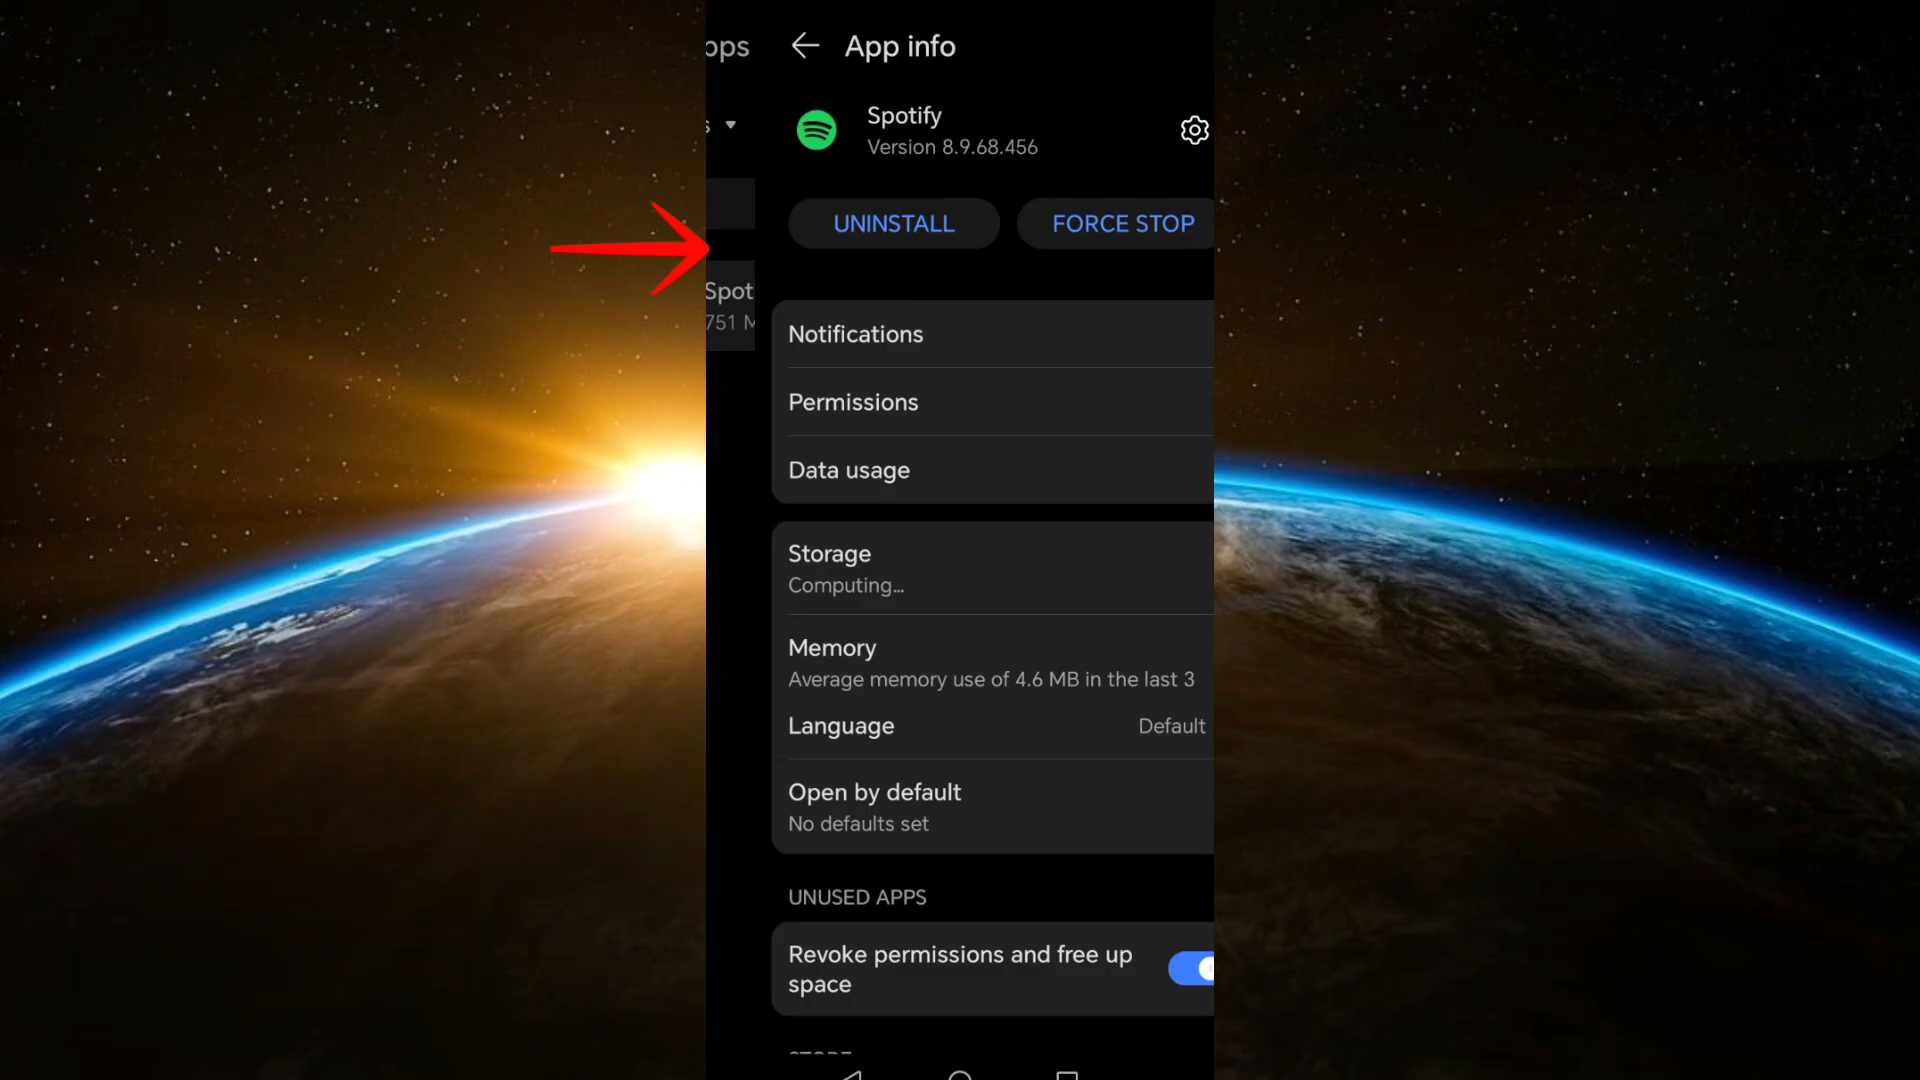 App info
Spotify
Version 8.9.68.456
UNINSTALL
FORCE STOP
Spot
751 M
Notifications
Permissions
Data usage
Storage
Computing...
Memory
Average memory use of 4.6 MB in the last 3
Language
Default
Open by default
No defaults set
UNUSED APPS
Revoke permissions and free up
space